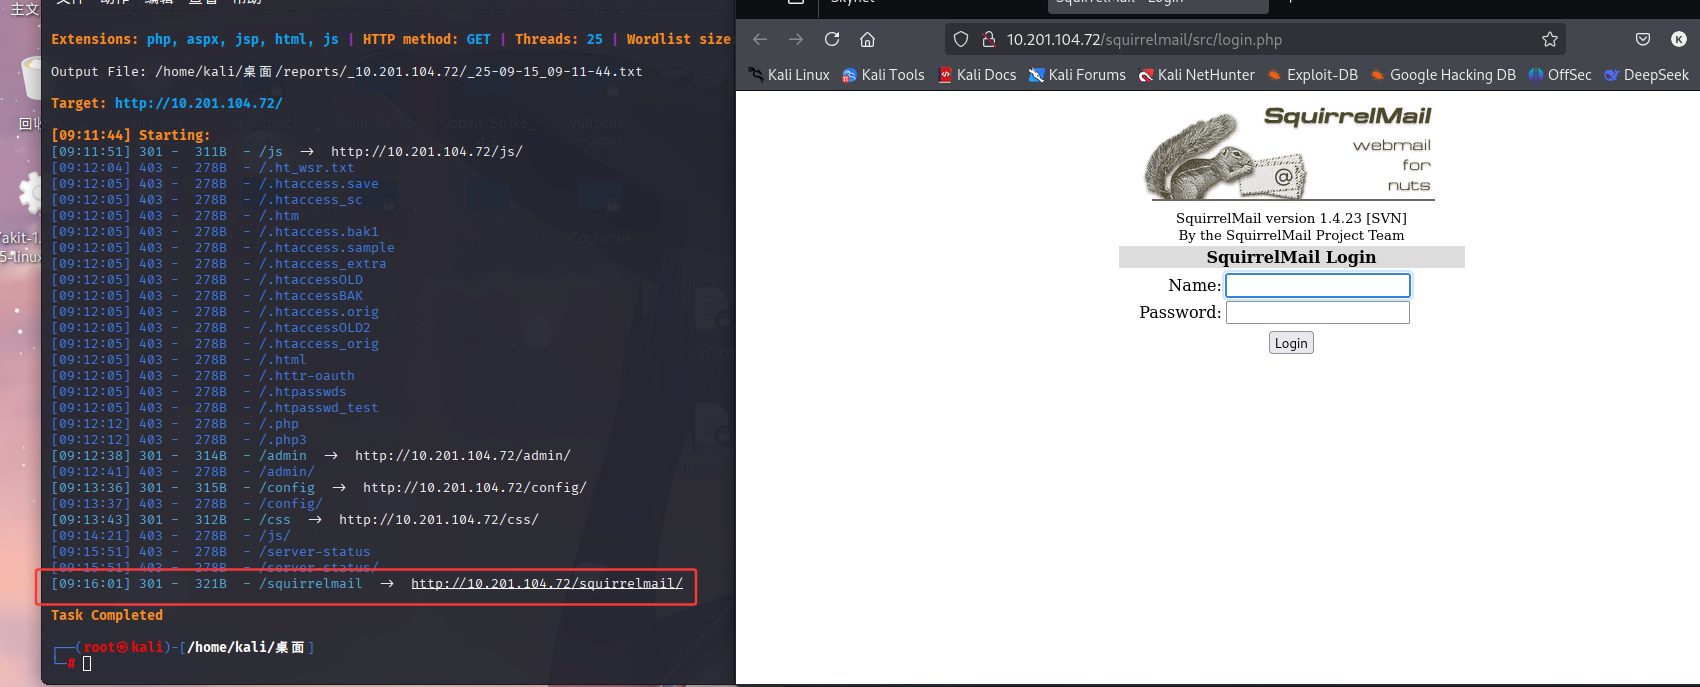 主文
回收
Yakit-1.
5-linux
Extensions: php, aspx, jsp, html, js | HTTP method: GET | Threads: 25 | Wordlist size:
Output File: /home/kali/桌面/reports/_10.201.104.72/_25-09-15_09-11-44.txt
Target: http://10.201.104.72/
[09:11:44] Starting:
[09:11:51] 301 -  311B  - /js  →  http://10.201.104.72/js/
[09:12:04] 403 -  278B  - /.ht_wsr.txt
[09:12:05] 403 -  278B  - /.htaccess.save
[09:12:05] 403 -  278B  - /.htaccess_sc
[09:12:05] 403 -  278B  - /.htm
[09:12:05] 403 -  278B  - /.htaccess.bak1
[09:12:05] 403 -  278B  - /.htaccess.sample
[09:12:05] 403 -  278B  - /.htaccess_extra
[09:12:05] 403 -  278B  - /.htaccessOLD
[09:12:05] 403 -  278B  - /.htaccessBAK
[09:12:05] 403 -  278B  - /.htaccess.orig
[09:12:05] 403 -  278B  - /.htaccessOLD2
[09:12:05] 403 -  278B  - /.htaccess_orig
[09:12:05] 403 -  278B  - /.html
[09:12:05] 403 -  278B  - /.httr-oauth
[09:12:05] 403 -  278B  - /.htpasswds
[09:12:05] 403 -  278B  - /.htpasswd_test
[09:12:12] 403 -  278B  - /.php
[09:12:12] 403 -  278B  - /.php3
[09:12:38] 301 -  314B  - /admin  →  http://10.201.104.72/admin/
[09:12:41] 403 -  278B  - /admin/
[09:13:36] 301 -  315B  - /config  →  http://10.201.104.72/config/
[09:13:37] 403 -  278B  - /config/
[09:13:43] 301 -  312B  - /css  →  http://10.201.104.72/css/
[09:14:21] 403 -  278B  - /js/
[09:15:51] 403 -  278B  - /server-status
[09:15:51] 403 -  278B  - /server-status/
[09:16:01] 301 -  321B  - /squirrelmail  →  http://10.201.104.72/squirrelmail/
Task Completed
┌──(root㉿kali)-[/home/kali/桌面]
└─#
Skynet
SquirrelMail - Login
10.201.104.72/squirrelmail/src/login.php
K
Kali Linux Kali Tools Kali Docs Kali Forums Kali NetHunter Exploit-DB Google Hacking DB OffSec DeepSeek
SquirrelMail
webmail
for
nuts
@
SquirrelMail version 1.4.23 [SVN]
By the SquirrelMail Project Team
SquirrelMail Login
Name:
Password:
Login